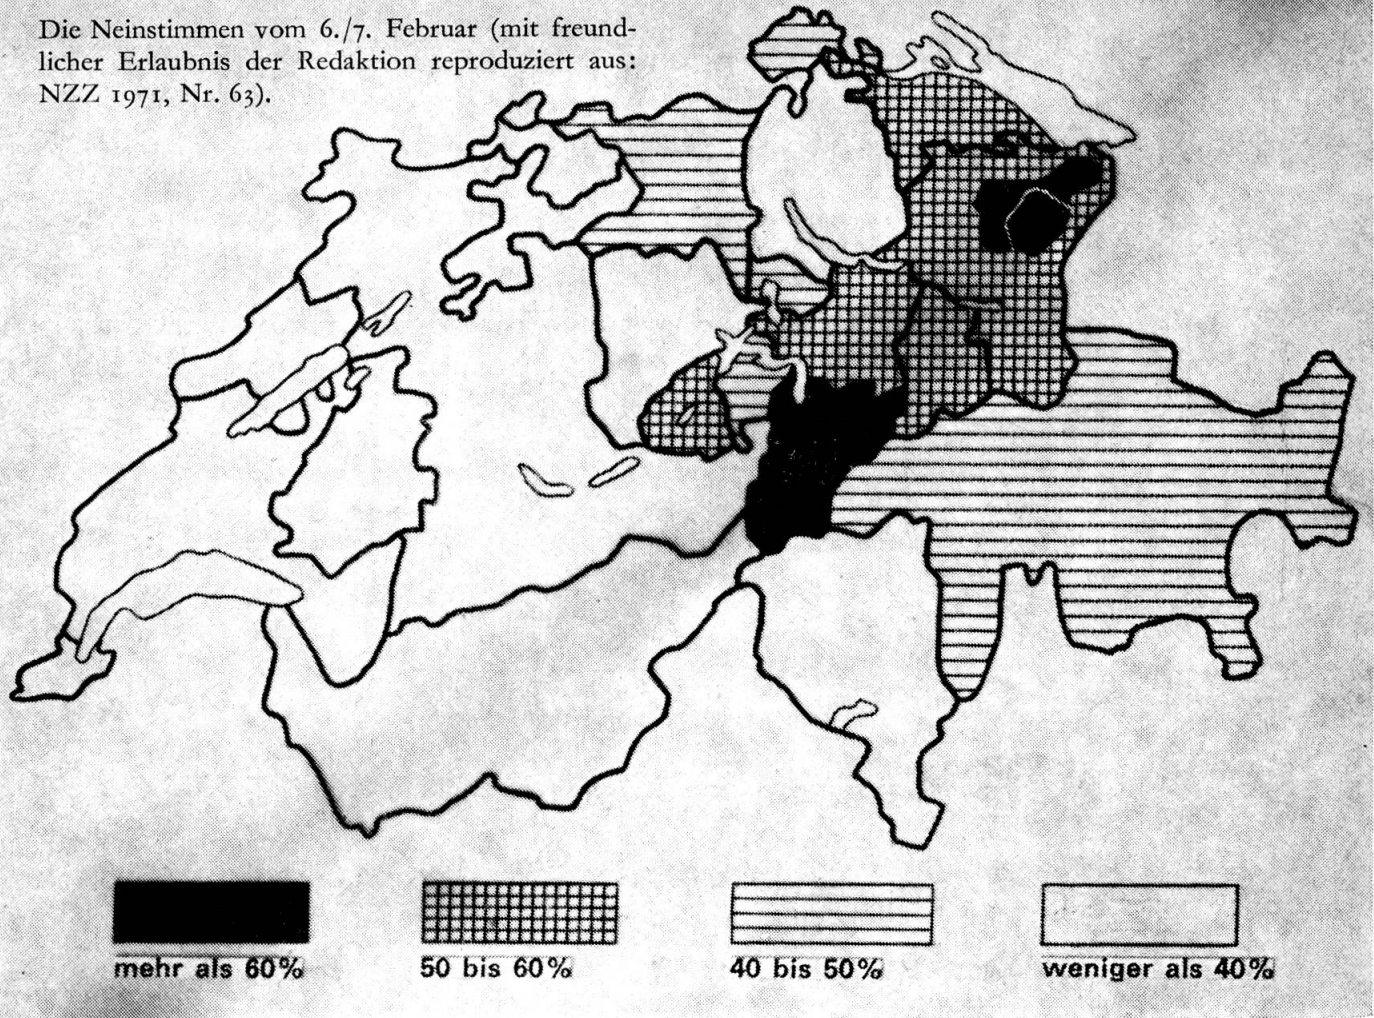 Die Neinstimmen vom 6./7. Februar (mit freund-
licher Erlaubnis der Redaktion reproduziert aus:
NZZ 1971, Nr. 63).
mehr als 60%
50 bis 60%
40 bis 50%
weniger als 40%